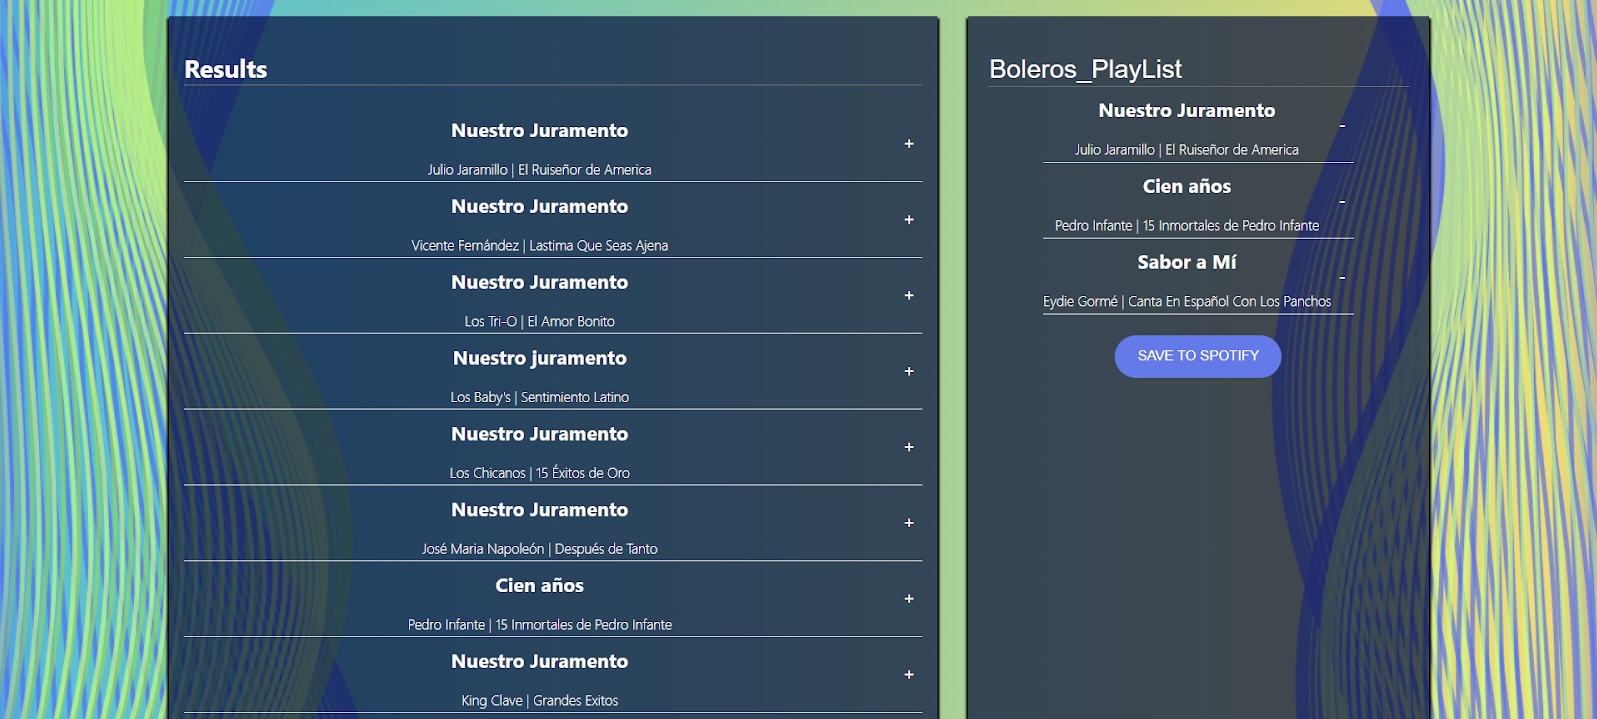 Results
Nuestro Juramento
+
Julio Jaramillo | El Ruiseñor de America
Nuestro Juramento
+
Vicente Fernández | Lastima Que Seas Ajena
Nuestro Juramento
+
Los Tri-O | El Amor Bonito
Nuestro juramento
+
Los Baby's | Sentimiento Latino
Nuestro Juramento
+
Los Chicanos | 15 Éxitos de Oro
Nuestro Juramento
+
José Maria Napoleón | Después de Tanto
Cien años
+
Pedro Infante | 15 Inmortales de Pedro Infante
Nuestro Juramento
+
King Clave | Grandes Exitos
Boleros_PlayList
Nuestro Juramento
-
Julio Jaramillo | El Ruiseñor de America
Cien años
-
Pedro Infante | 15 Inmortales de Pedro Infante
Sabor a Mí
-
Eydie Gormé | Canta En Español Con Los Panchos
SAVE TO SPOTIFY